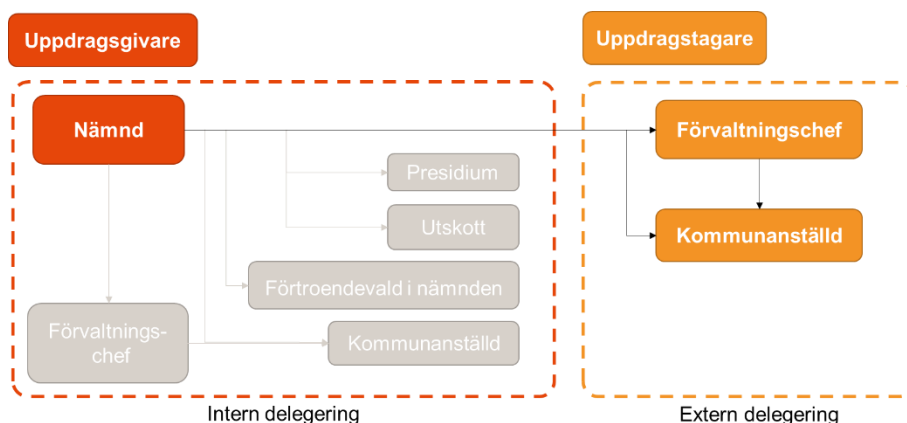 Uppdragsgivare
Uppdragstagare
Nämnd
Förvaltningschef
Presidium
Utskott
Kommunanställd
Förtroendevald i nämnden
Förvaltnings-
chef
Kommunanställd
Intern delegering
Extern delegering